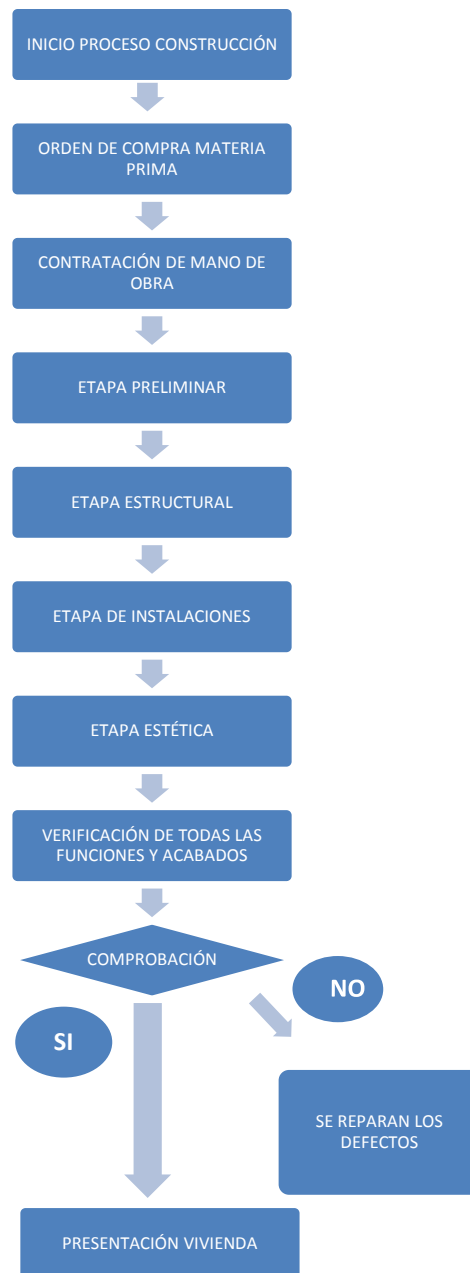 INICIO PROCESO CONSTRUCCIÓN
ORDEN DE COMPRA MATERIA
PRIMA
CONTRATACIÓN DE MANO DE
OBRA
ETAPA PRELIMINAR
ETAPA ESTRUCTURAL
ETAPA DE INSTALACIONES
ETAPA ESTÉTICA
VERIFICACIÓN DE TODAS LAS
FUNCIONES Y ACABADOS
COMPROBACIÓN
NO
SI
SE REPARAN LOS
DEFECTOS
PRESENTACIÓN VIVIENDA